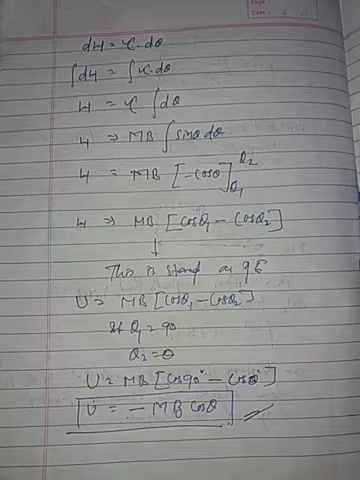 dW = τ.dθ
∫dW = ∫τ.dθ
W = τ ∫dθ
W ⇒ MB ∫sinθ dθ
W = MB [-cosθ]θ₁^θ₂
W ⇒ MB [cosθ₁ - cosθ₂]
↓
This is stored as PE
U = MB [cosθ₁ - cosθ₂]
If θ₁ = 90
θ₂ = θ
U = MB [cos90° - cosθ]
U = - MB cosθ